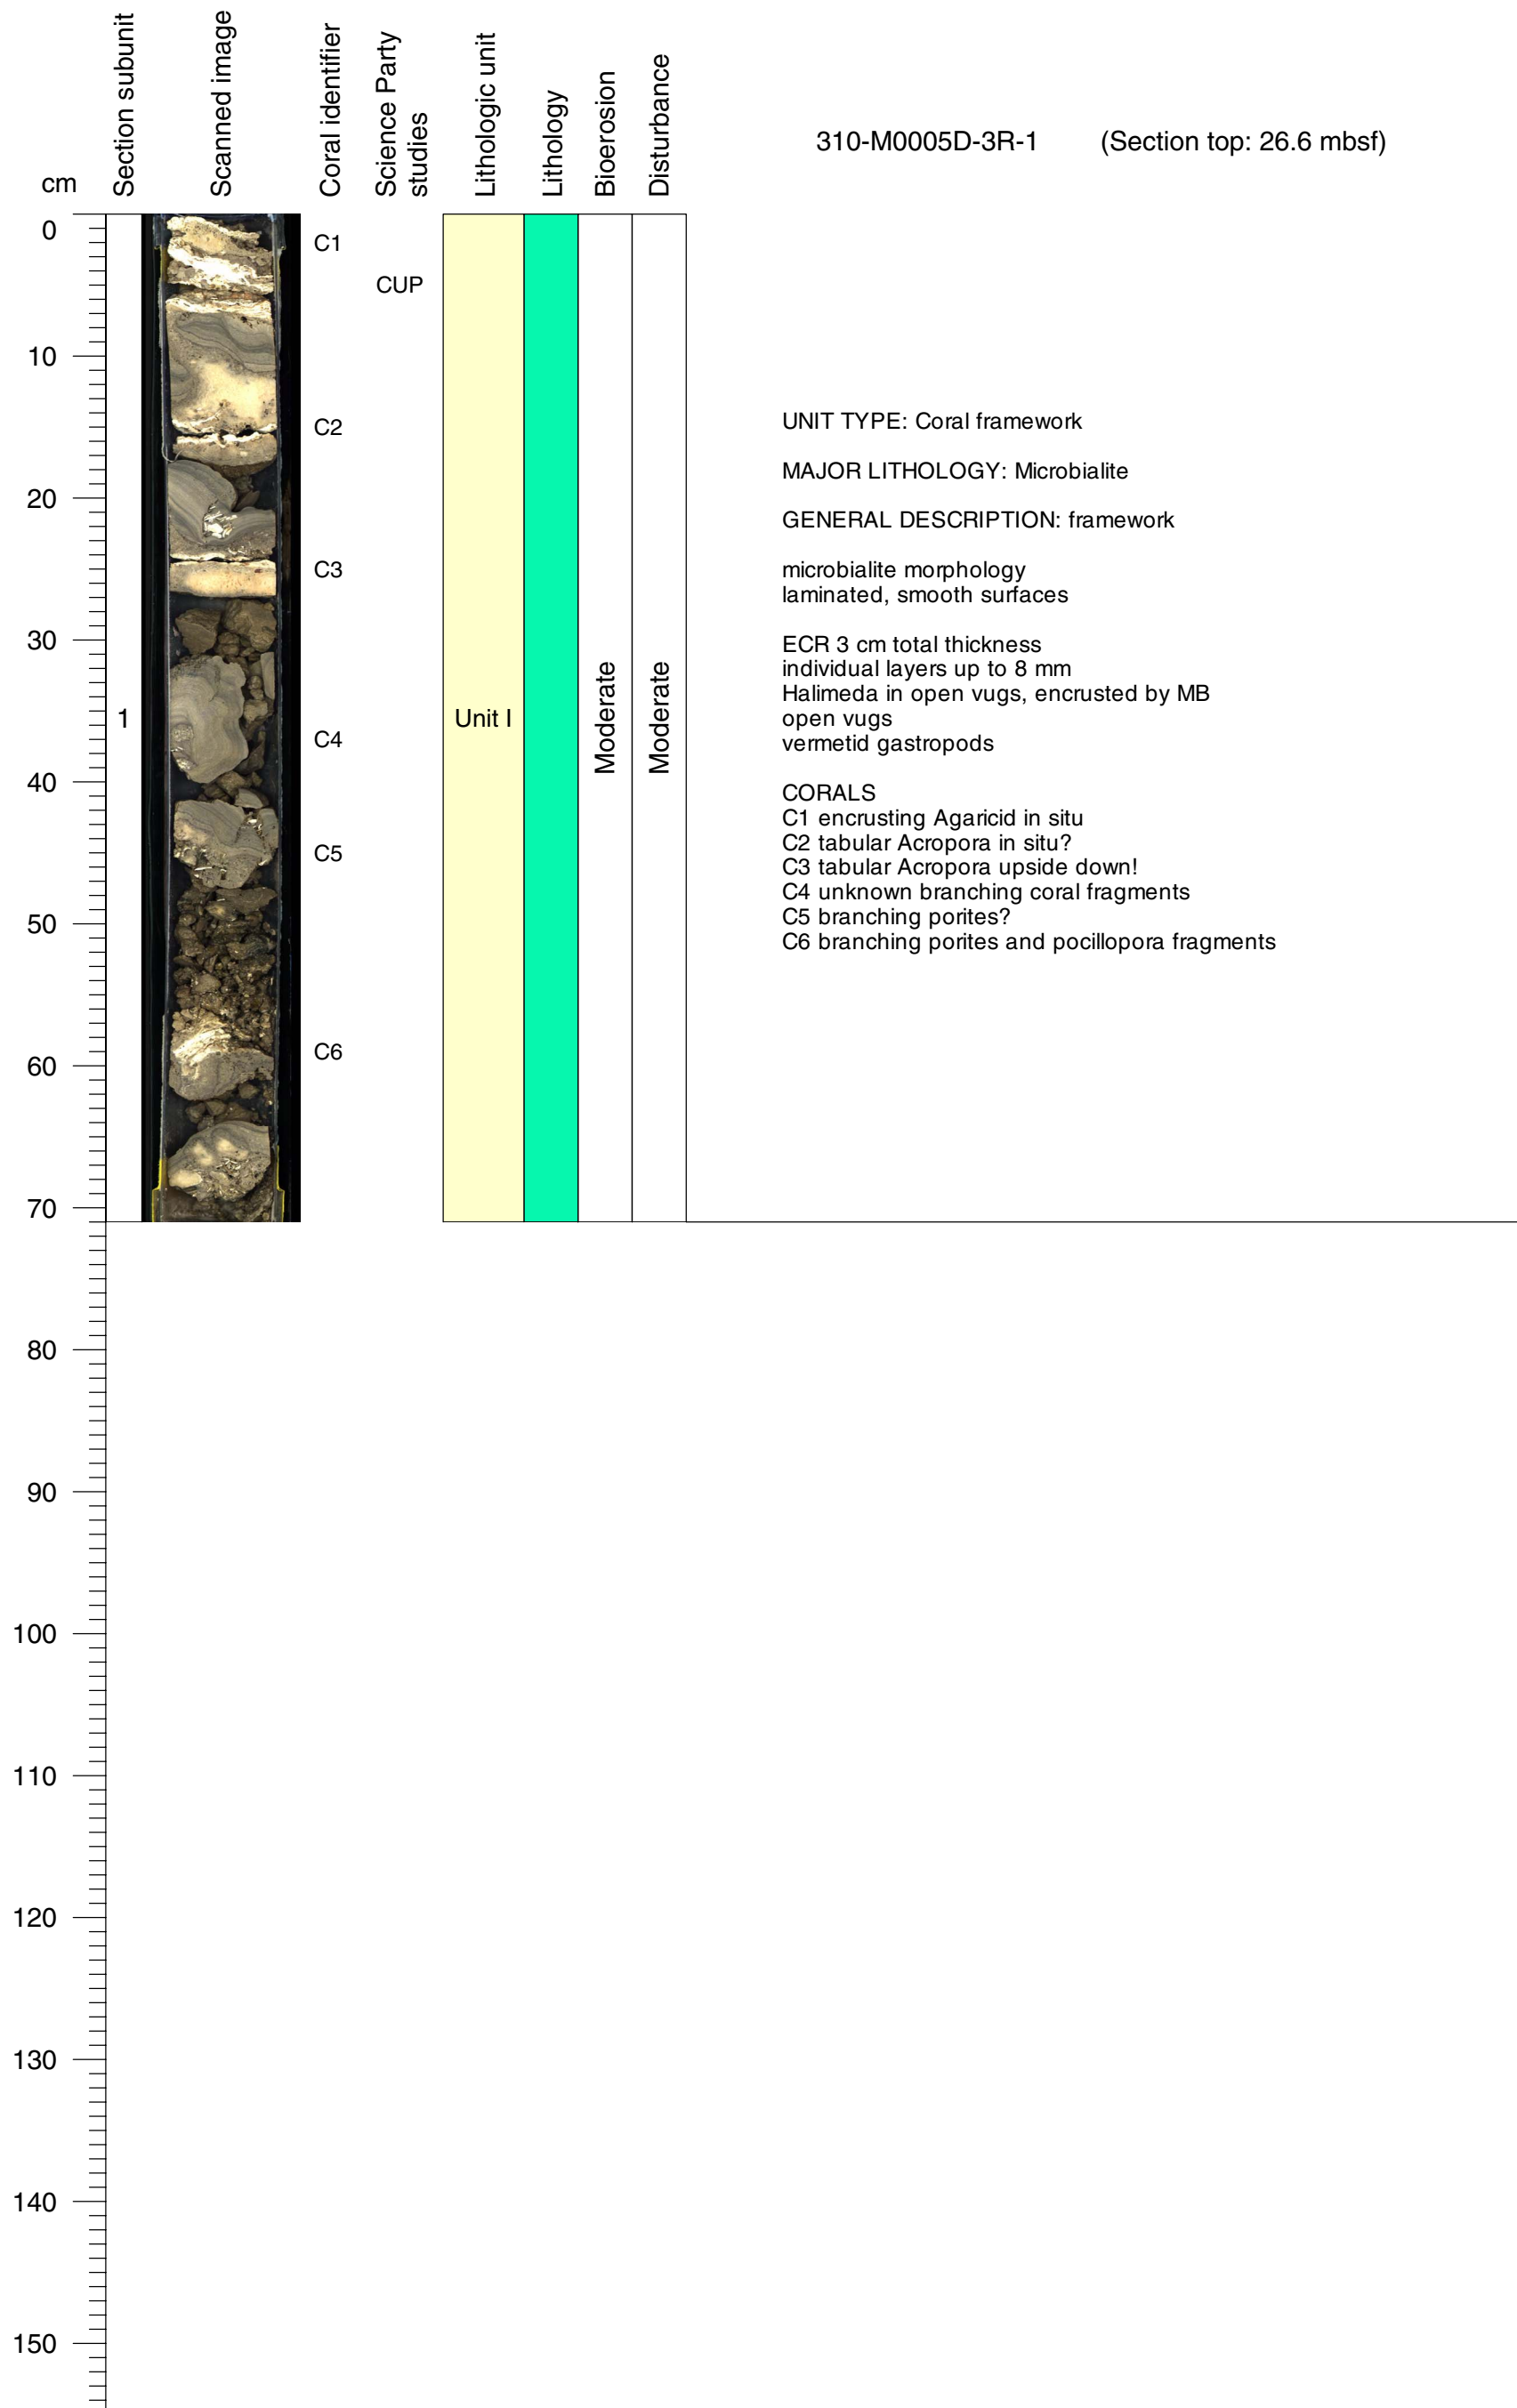 cm
Section subunit
Scanned image
Coral identifier
Science Party
studies
Lithologic unit
Lithology
Bioerosion
Disturbance
310-M0005D-3R-1 (Section top: 26.6 mbsf)
0
10
20
30
40
50
60
70
80
90
100
110
120
130
140
150
1
C1
CUP
C2
C3
C4
C5
C6
Unit I
Moderate
Moderate
UNIT TYPE: Coral framework
MAJOR LITHOLOGY: Microbialite
GENERAL DESCRIPTION: framework
microbialite morphology
laminated, smooth surfaces
ECR 3 cm total thickness
individual layers up to 8 mm
Halimeda in open vugs, encrusted by MB
open vugs
vermetid gastropods
CORALS
C1 encrusting Agaricid in situ
C2 tabular Acropora in situ?
C3 tabular Acropora upside down!
C4 unknown branching coral fragments
C5 branching porites?
C6 branching porites and pocillopora fragments